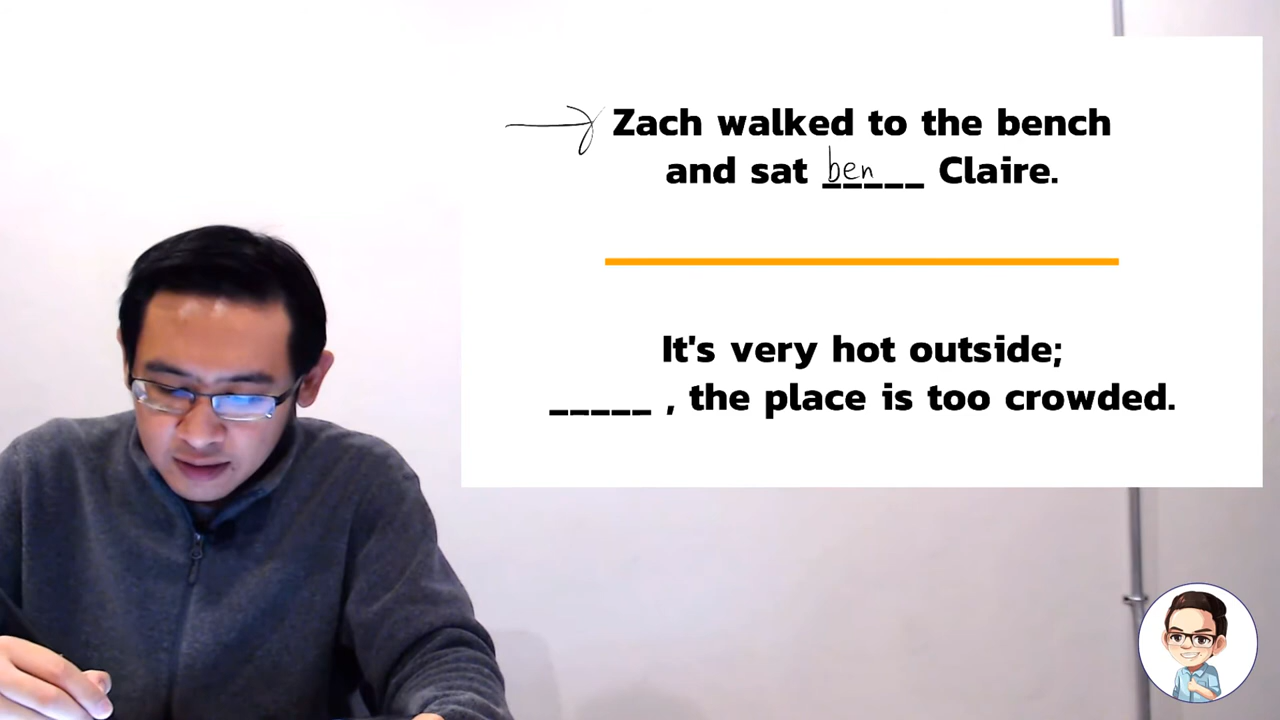 Zach walked to the bench
and sat ben_____ Claire.
It's very hot outside;
_____ , the place is too crowded.